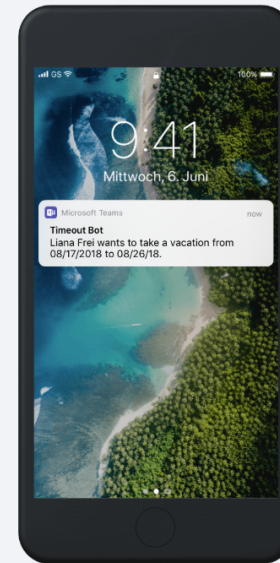 GS 100%
9:41
Mittwoch, 6. Juni
Microsoft Teams now
Timeout Bot
Liana Frei wants to take a vacation from
08/17/2018 to 08/26/18.